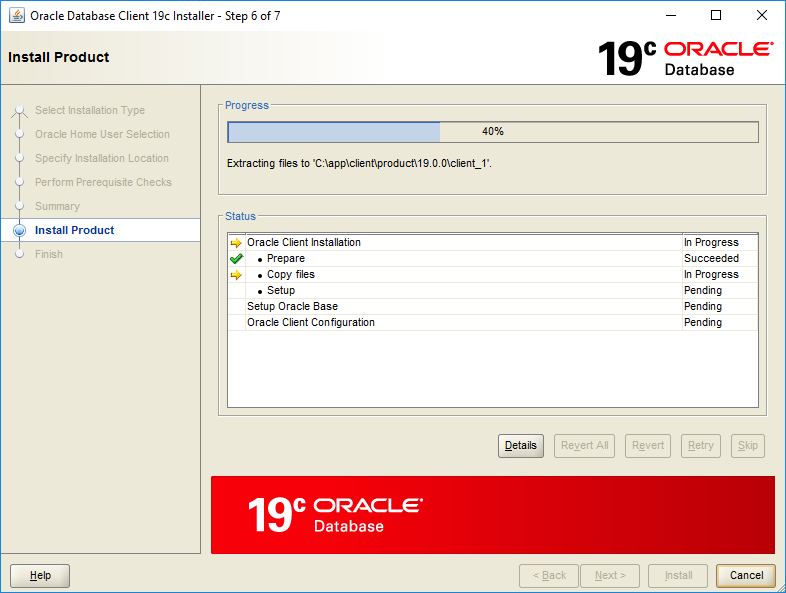 Oracle Database Client 19c Installer - Step 6 of 7
Install Product
19c ORACLE
Database
Select Installation Type
Oracle Home User Selection
Specify Installation Location
Perform Prerequisite Checks
Summary
Install Product
Finish
Progress
40%
Extracting files to 'C:\app\client\product\19.0.0\client_1'.
Status
Oracle Client Installation In Progress
• Prepare Succeeded
• Copy files In Progress
• Setup Pending
Setup Oracle Base Pending
Oracle Client Configuration Pending
Details Revert All Revert Retry Skip
19c ORACLE
Database
Help < Back Next > Install Cancel